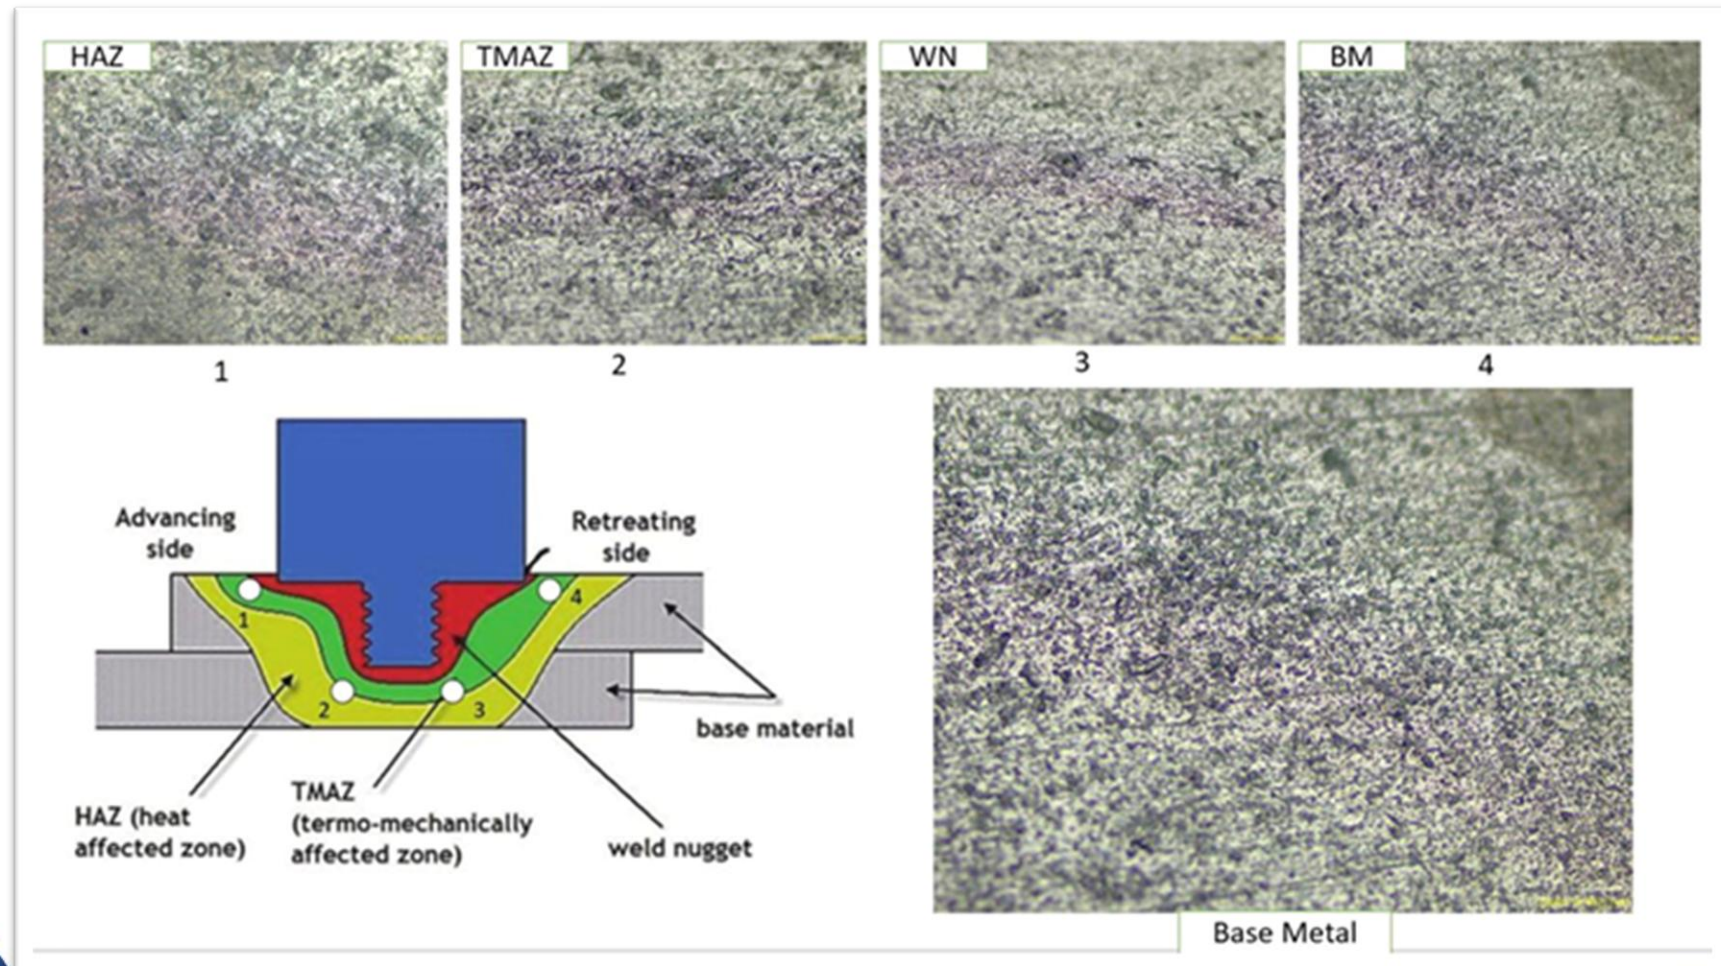 HAZ
TMAZ
WN
BM
1
2
3
4
Advancing
side
Retreating
side
1
4
2
3
base material
HAZ (heat
affected zone)
TMAZ
(termo-mechanically
affected zone)
weld nugget
Base Metal